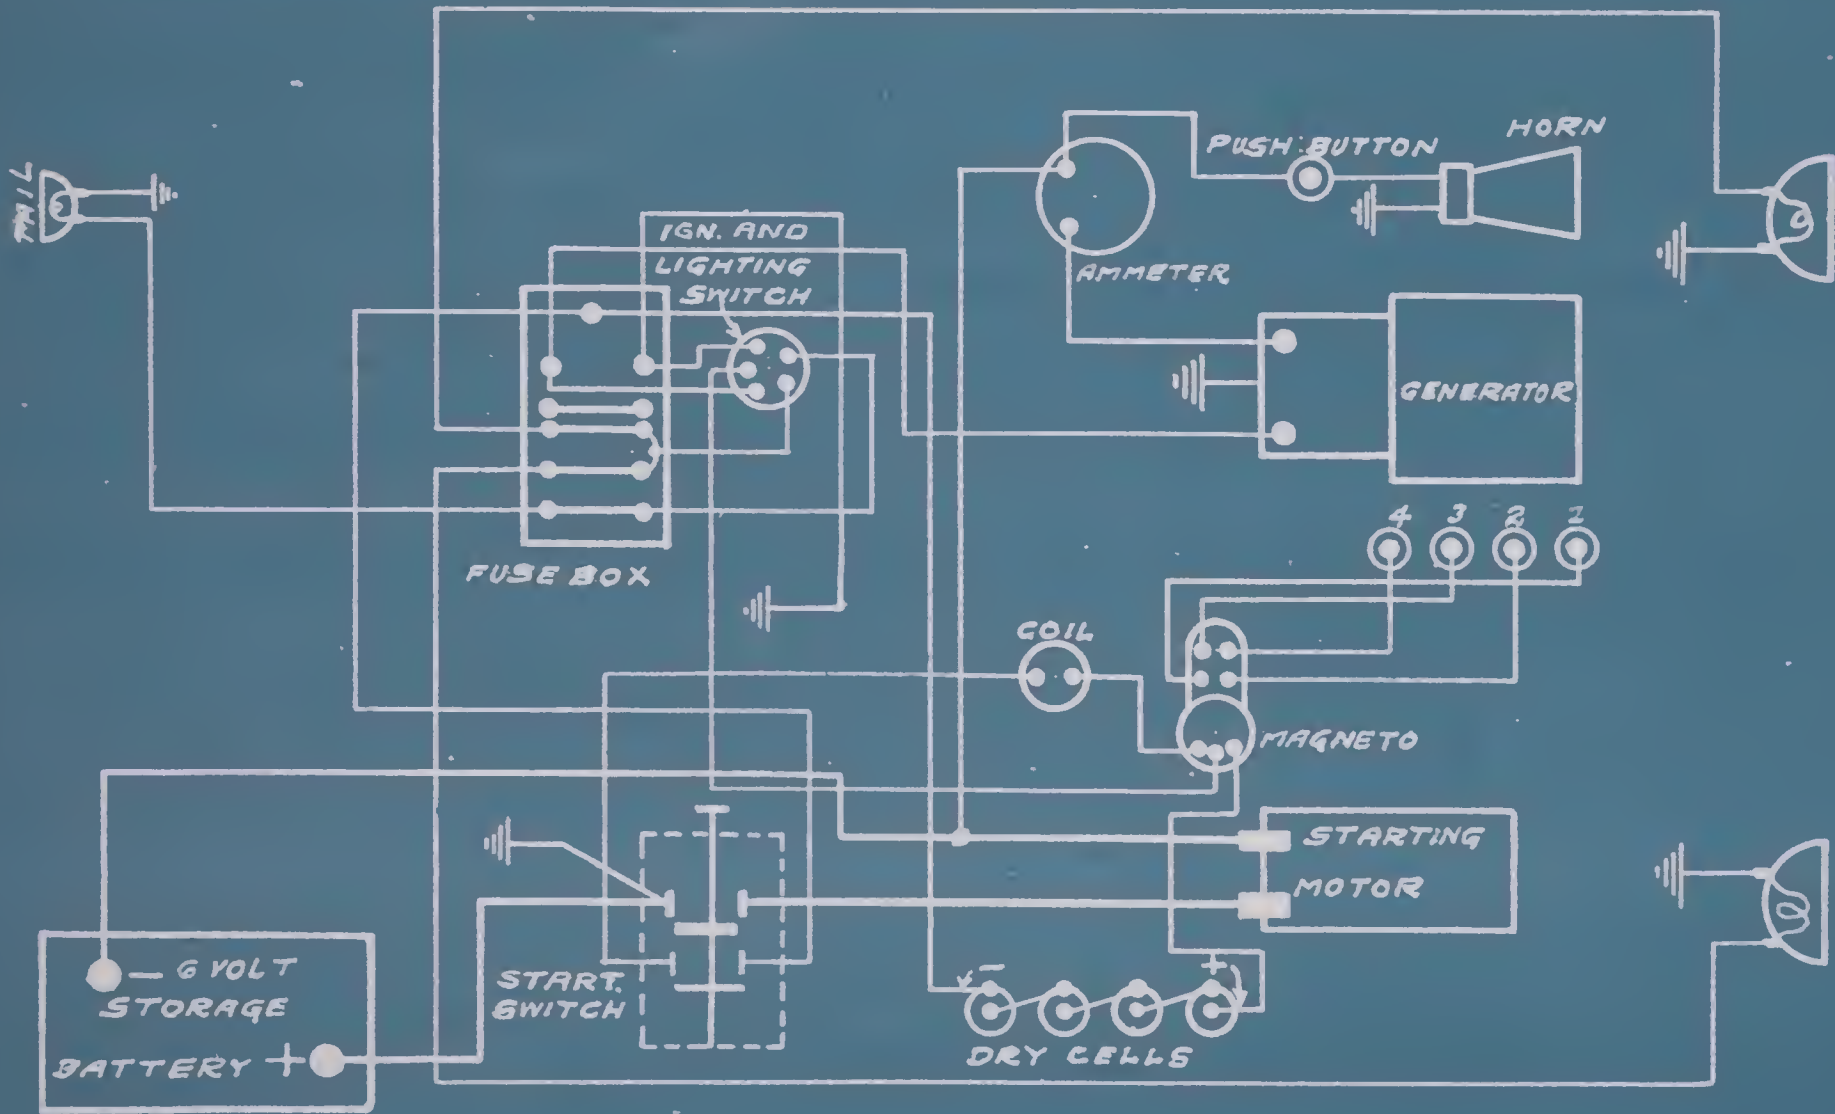 HORN
PUSH BUTTON
TAIL
IGN. AND
LIGHTING
SWITCH
AMMETER
GENERATOR
4 3 2 1
FUSE BOX
COIL
MAGNETO
STARTING
MOTOR
— 6 VOLT
STORAGE
BATTERY +
START.
SWITCH
— +
DRY CELLS